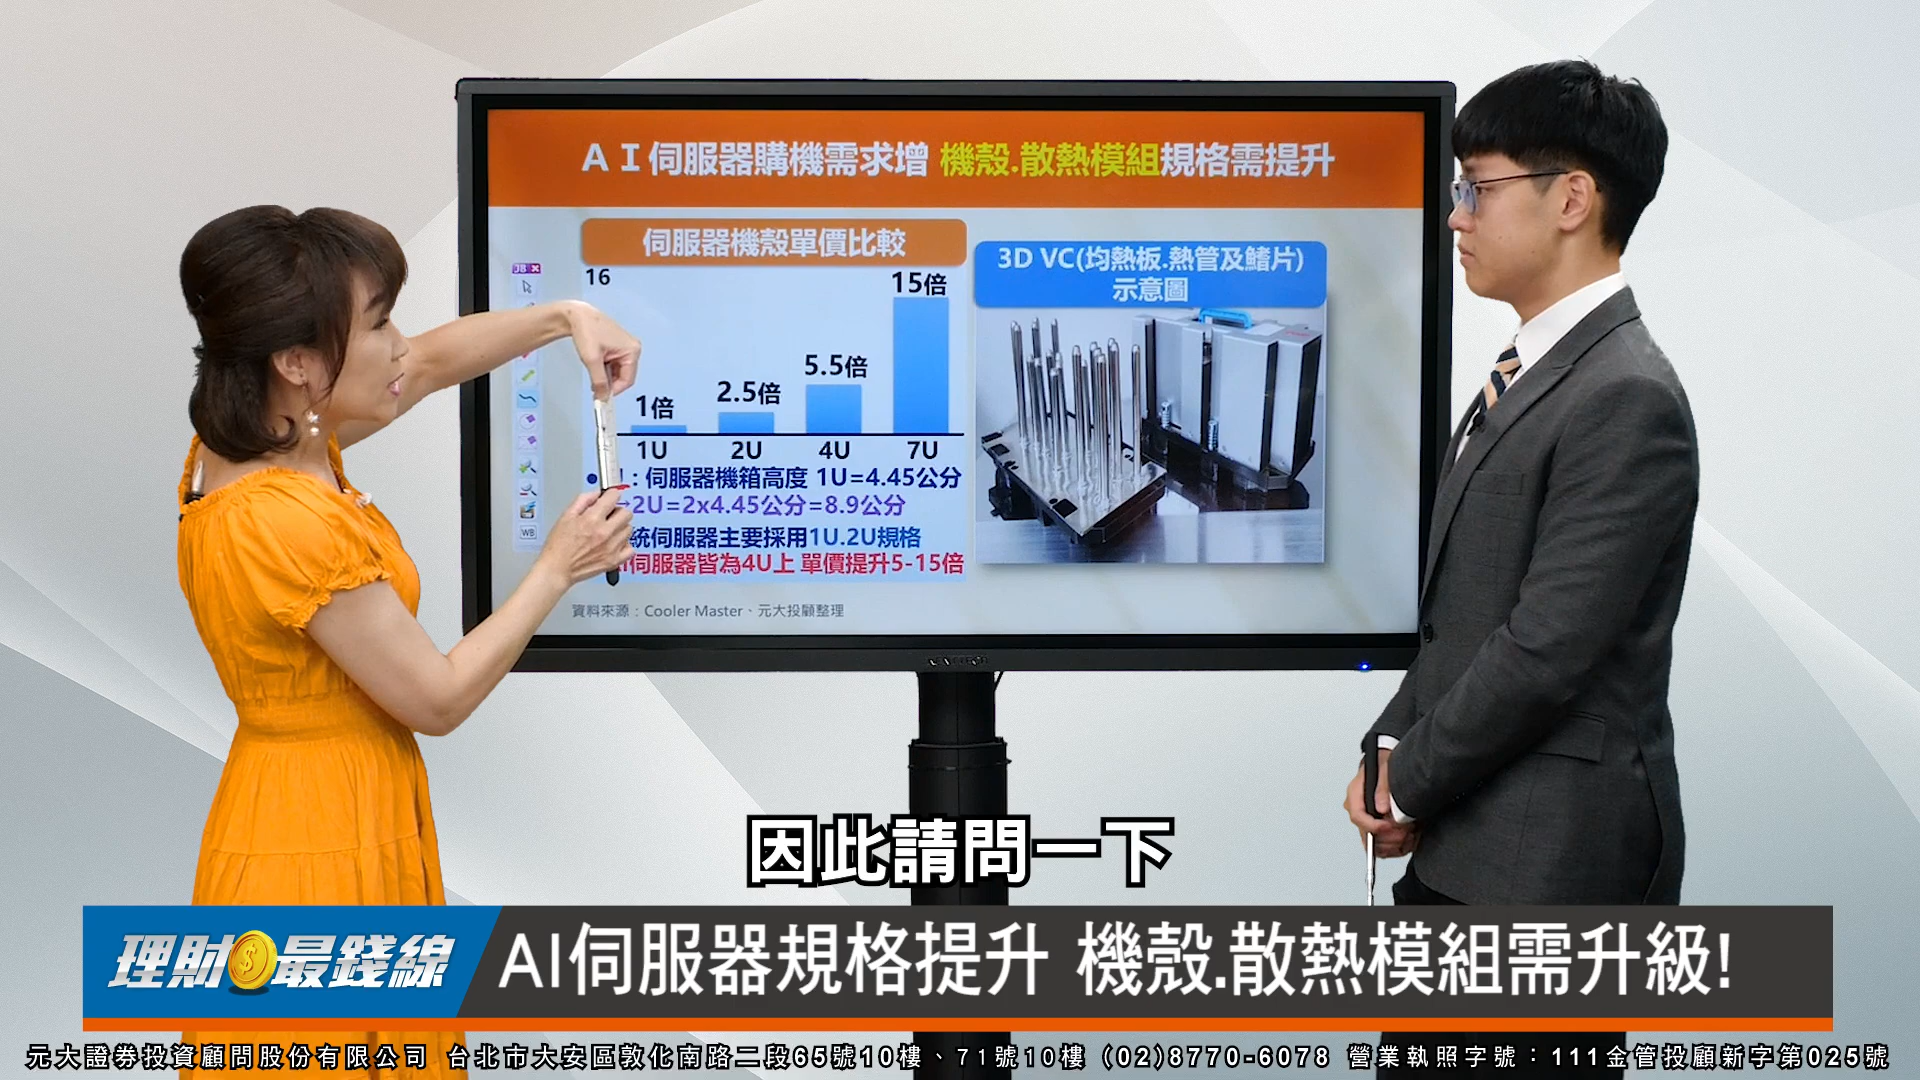 AI伺服器購機需求增 機殼.散熱模組規格需提升
伺服器機殼單價比較
16
1倍
2.5倍
5.5倍
15倍
1U
2U
4U
7U
: 伺服器機箱高度 1U=4.45公分
2U=2x4.45公分=8.9公分
統伺服器主要採用1U.2U規格
伺服器皆為4U上 單價提升5-15倍
資料來源：Cooler Master、元大投顧整理
3D VC(均熱板.熱管及鰭片)
示意圖
WB
因此請問一下
理財最錢線
AI伺服器規格提升 機殼.散熱模組需升級!
元大證券投資顧問股份有限公司 台北市大安區敦化南路二段65號10樓、71號10樓 (02)8770-6078 營業執照字號：111金管投顧新字第025號